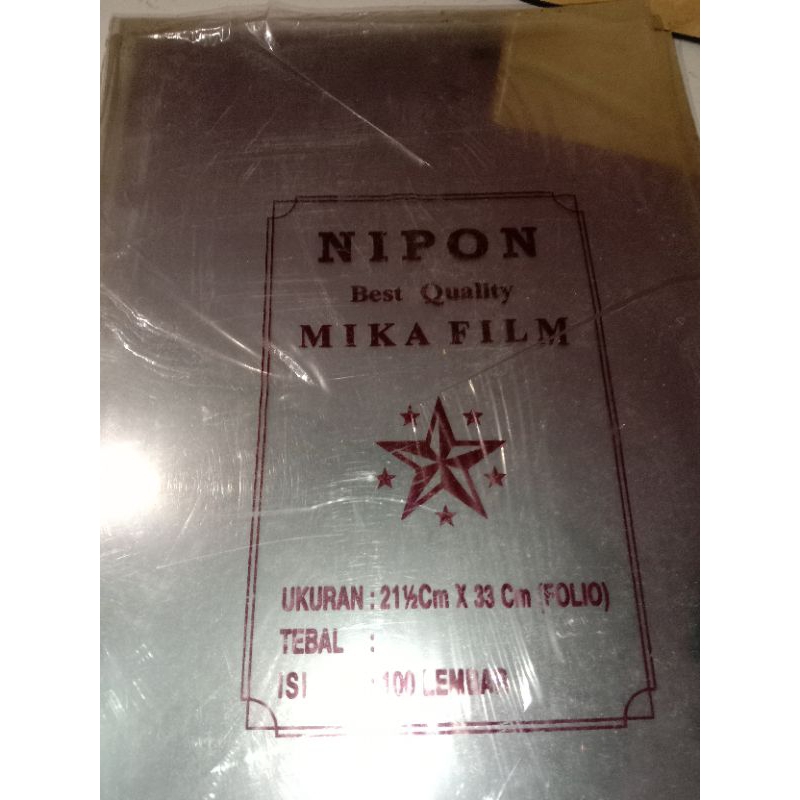 NIPON
Best Quality
MIKA FILM
UKURAN : 21½Cm X 33 Cm (FOLIO)
TEBAL :
ISI : 100 LEMBAR